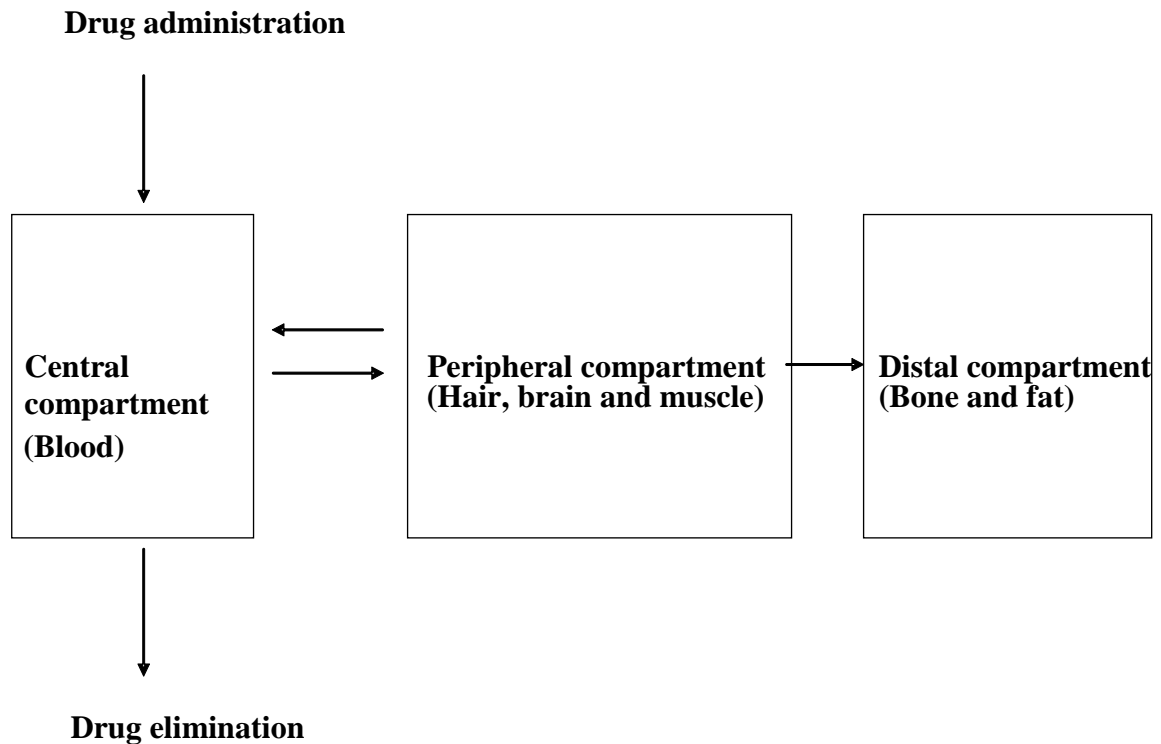 Drug administration
Central
compartment
(Blood)
Peripheral compartment
(Hair, brain and muscle)
Distal compartment
(Bone and fat)
Drug elimination